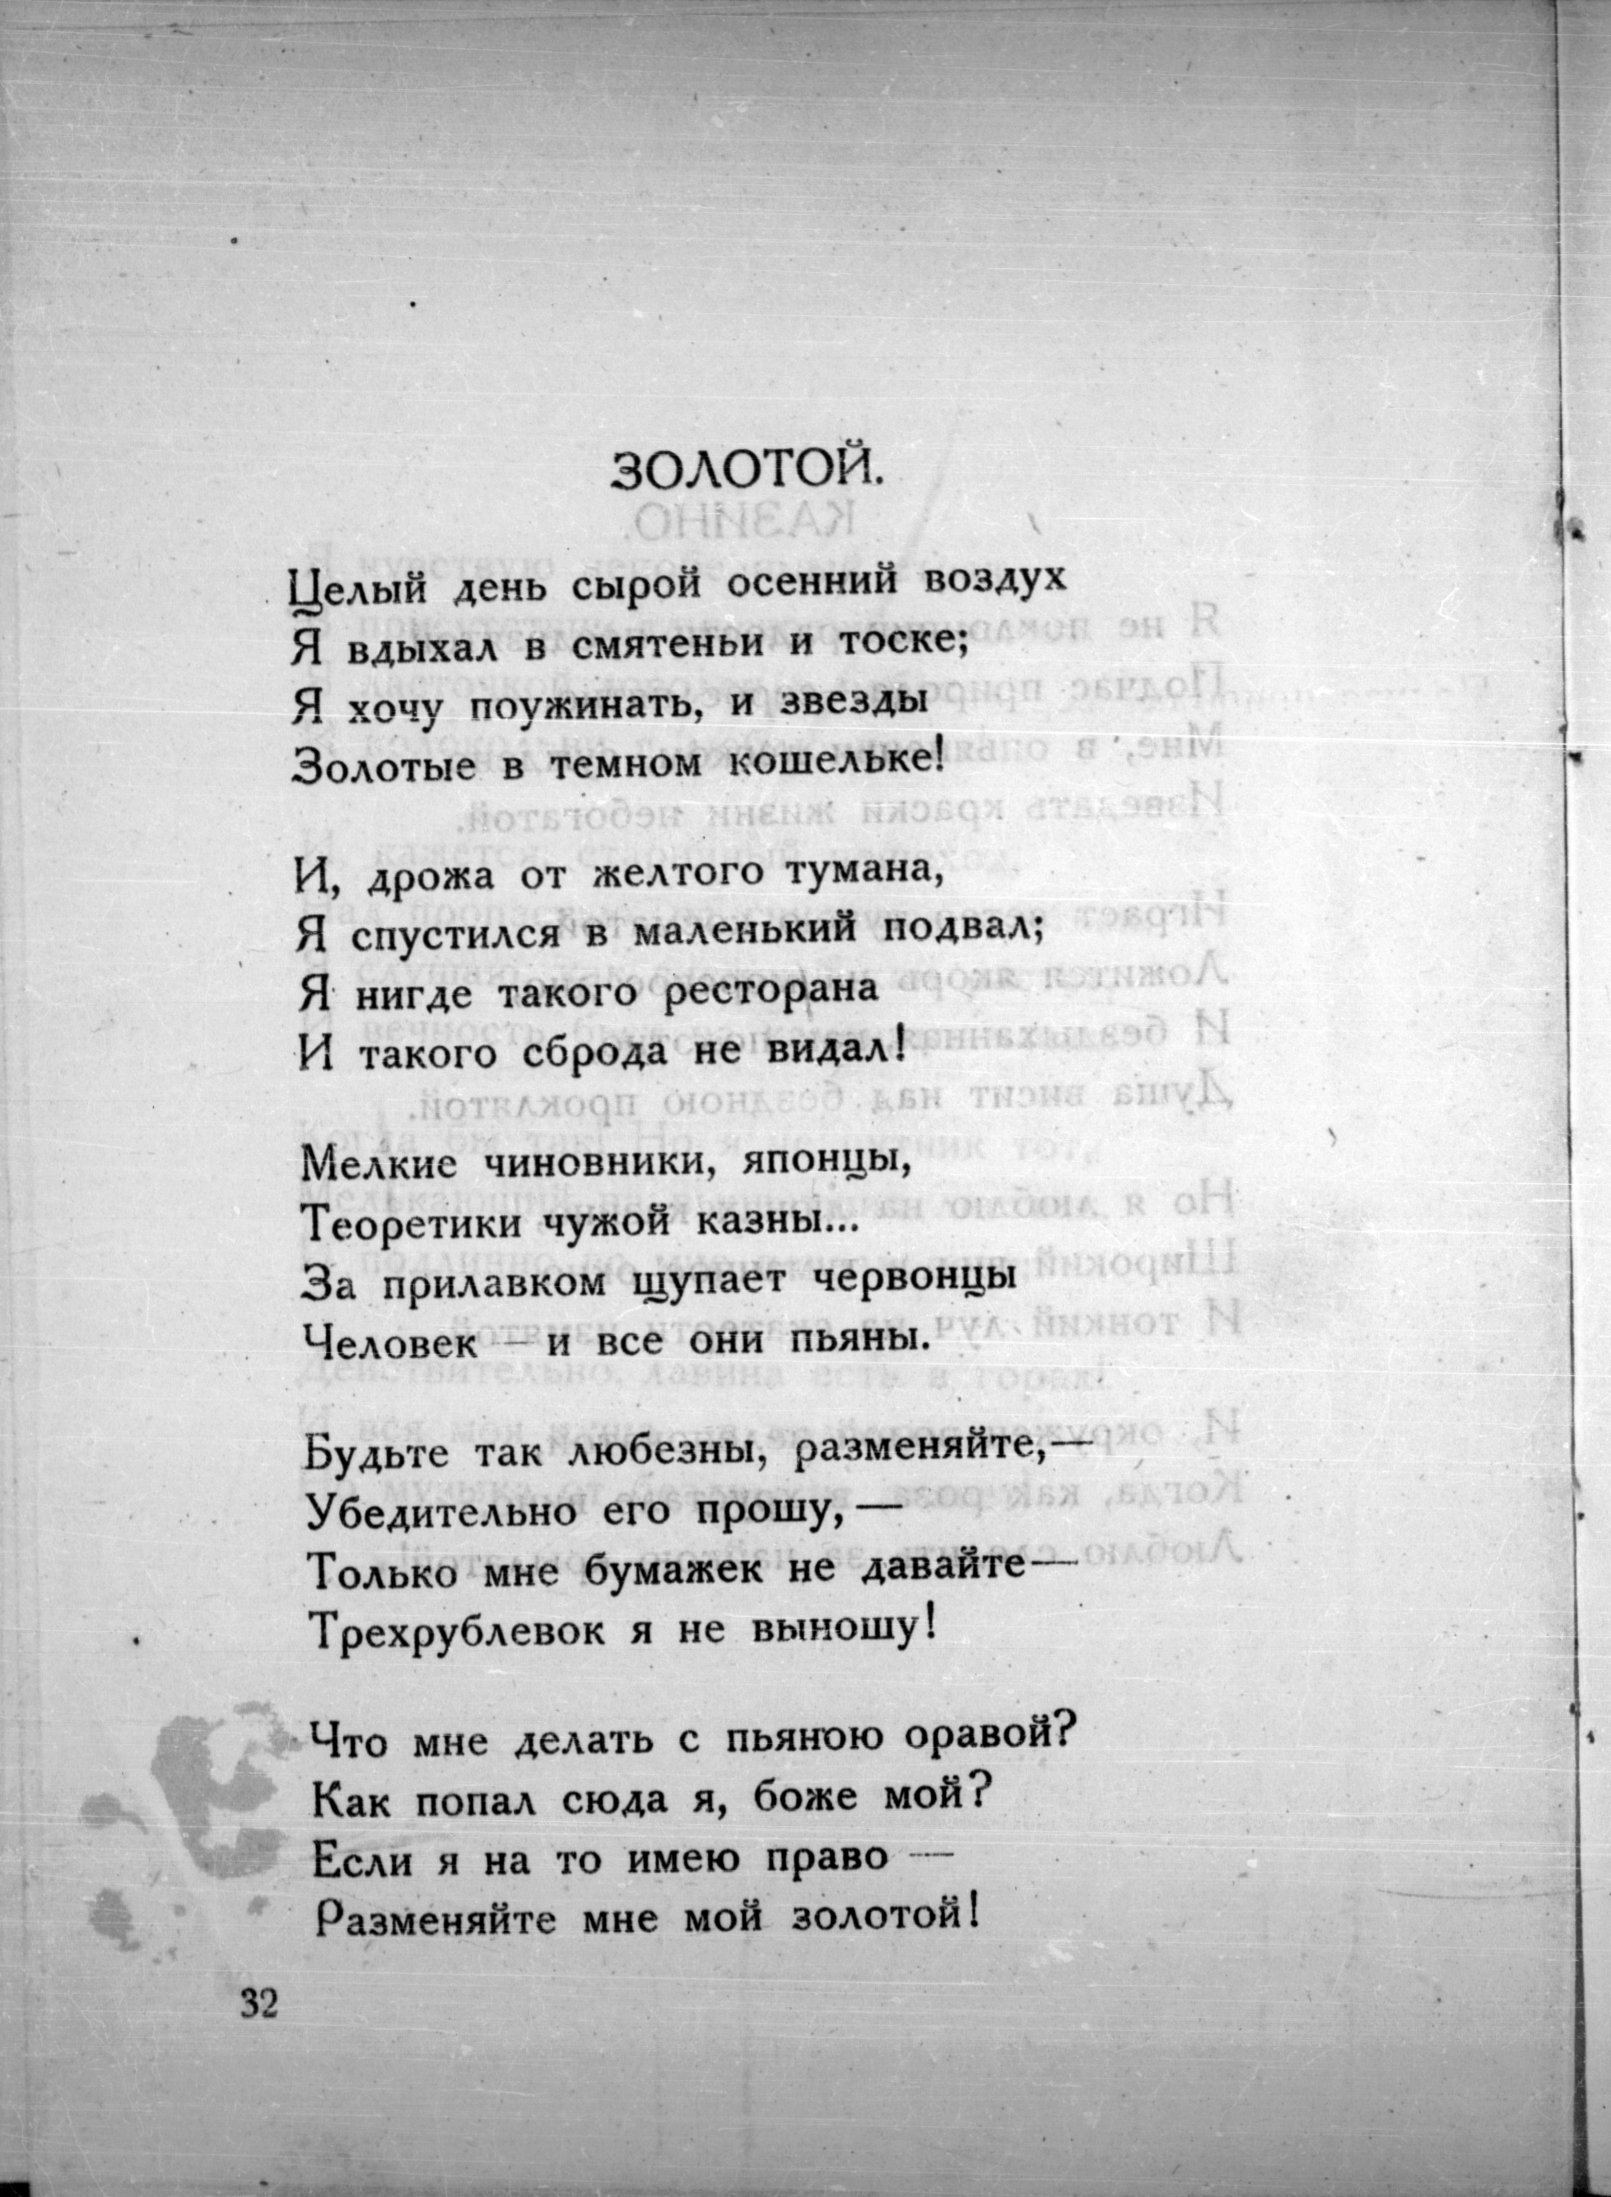 ЗОЛОТОЙ.
Целый день сырой осенний воздух
Я вдыхал в смятеньи и тоске;
Я хочу поужинать, и звезды
Золотые в темном кошельке!
И, дрожа от желтого тумана,
Я спустился в маленький подвал;
Я нигде такого ресторана
И такого сброда не видал!
Мелкие чиновники, японцы,
Теоретики чужой казны...
За прилавком щупает червонцы
Человек — и все они пьяны.
Будьте так любезны, разменяйте,—
Убедительно его прошу,—
Только мне бумажек не давайте—
Трехрублевок я не выношу!
Что мне делать с пьяною оравой?
Как попал сюда я, боже мой?
Если я на то имею право —
Разменяйте мне мой золотой!
32